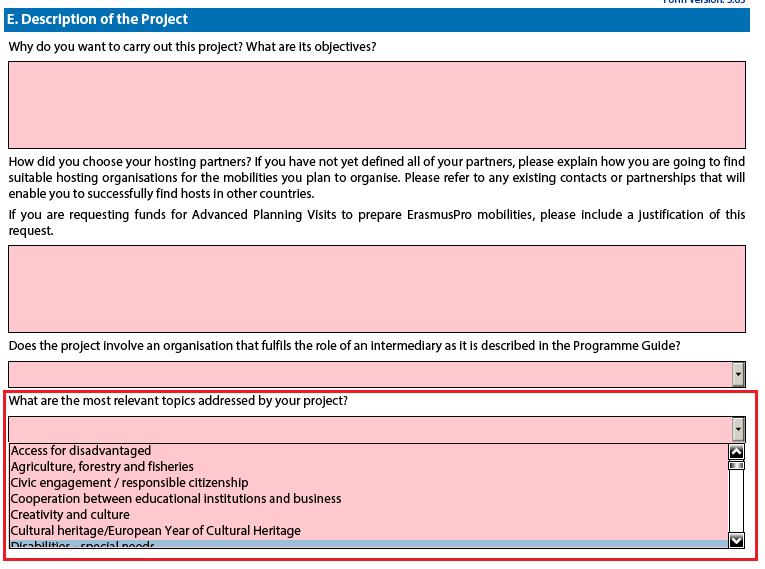 E. Description of the Project
Why do you want to carry out this project? What are its objectives?
How did you choose your hosting partners? If you have not yet defined all of your partners, please explain how you are going to find
suitable hosting organisations for the mobilities you plan to organise. Please refer to any existing contacts or partnerships that will
enable you to successfully find hosts in other countries.
If you are requesting funds for Advanced Planning Visits to prepare ErasmusPro mobilities, please include a justification of this
request.
Does the project involve an organisation that fulfils the role of an intermediary as it is described in the Programme Guide?
What are the most relevant topics addressed by your project?
Access for disadvantaged
Agriculture, forestry and fisheries
Civic engagement / responsible citizenship
Cooperation between educational institutions and business
Creativity and culture
Cultural heritage/European Year of Cultural Heritage
Disabilities - special needs